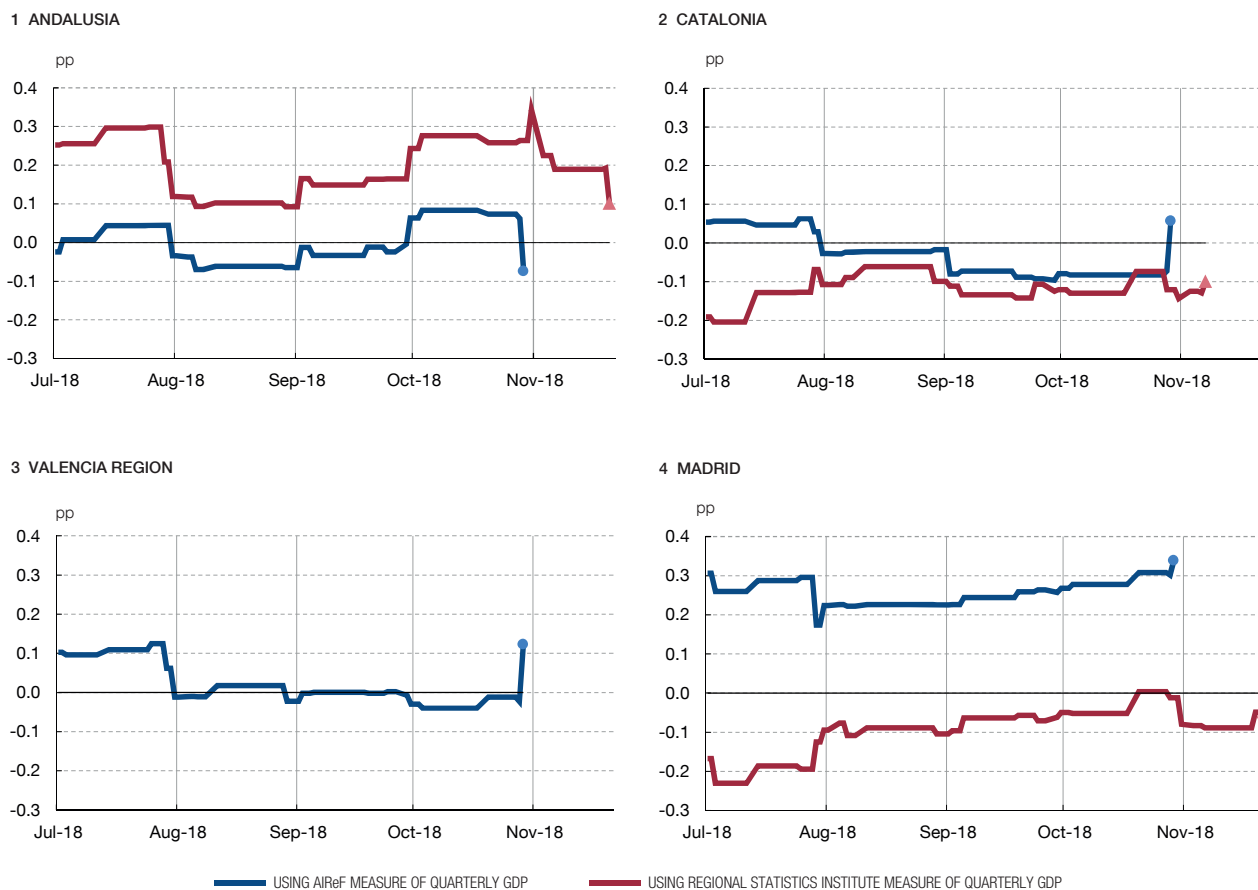 1 ANDALUSIA
pp
0.4
0.3
0.2
0.1
0.0
-0.1
-0.2
-0.3
Jul-18 Aug-18 Sep-18 Oct-18 Nov-18
2 CATALONIA
pp
0.4
0.3
0.2
0.1
0.0
-0.1
-0.2
-0.3
Jul-18 Aug-18 Sep-18 Oct-18 Nov-18
3 VALENCIA REGION
pp
0.4
0.3
0.2
0.1
0.0
-0.1
-0.2
-0.3
Jul-18 Aug-18 Sep-18 Oct-18 Nov-18
4 MADRID
pp
0.4
0.3
0.2
0.1
0.0
-0.1
-0.2
-0.3
Jul-18 Aug-18 Sep-18 Oct-18 Nov-18
USING AIReF MEASURE OF QUARTERLY GDP USING REGIONAL STATISTICS INSTITUTE MEASURE OF QUARTERLY GDP